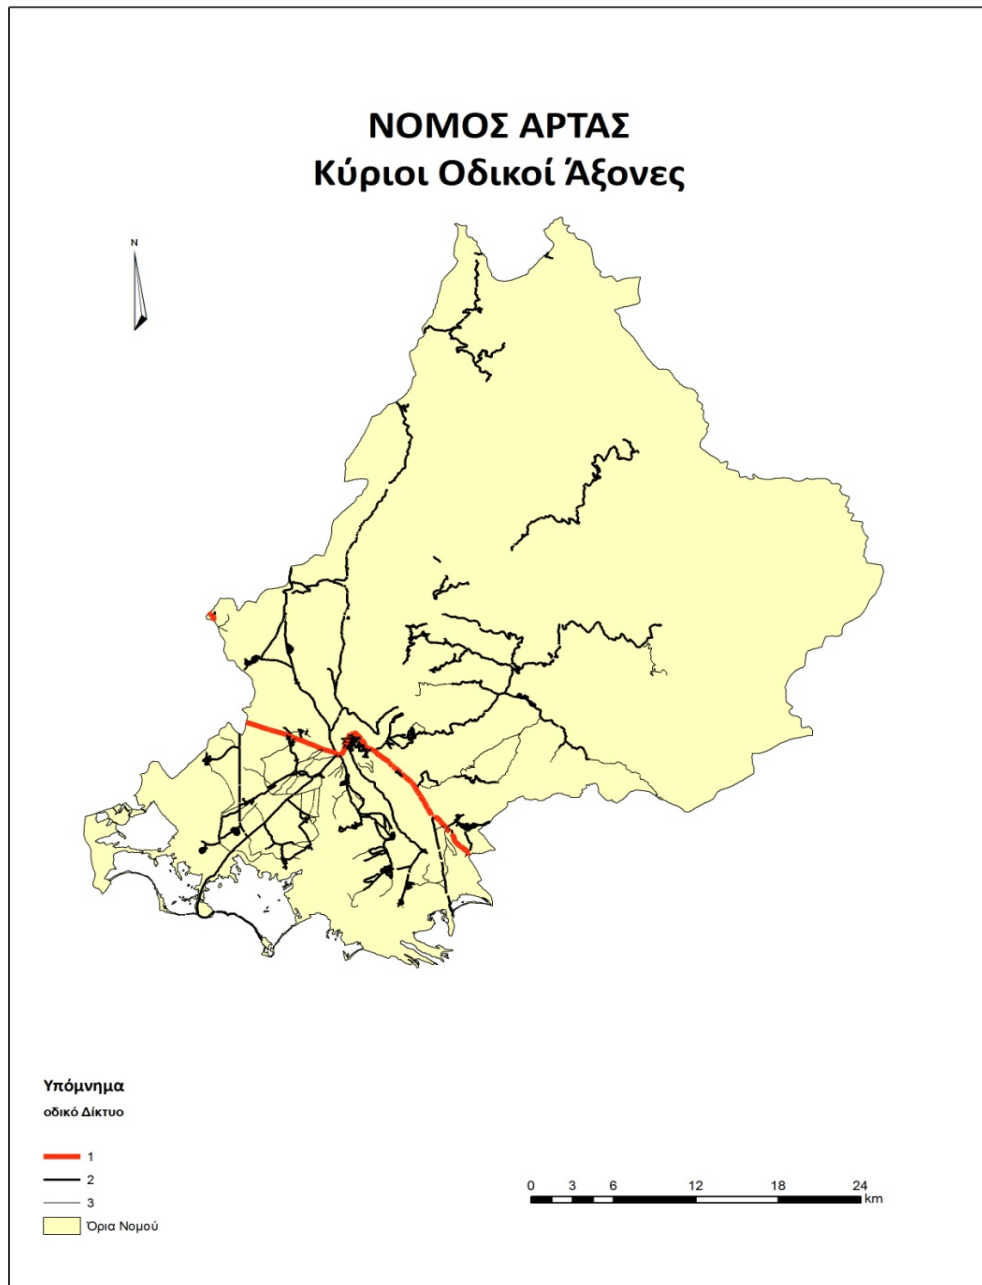 ΝΟΜΟΣ ΑΡΤΑΣ
Κύριοι Οδικοί Άξονες
N
Υπόμνημα
οδικό Δίκτυο
1
2
3
Όρια Νομού
0 3 6 12 18 24
km